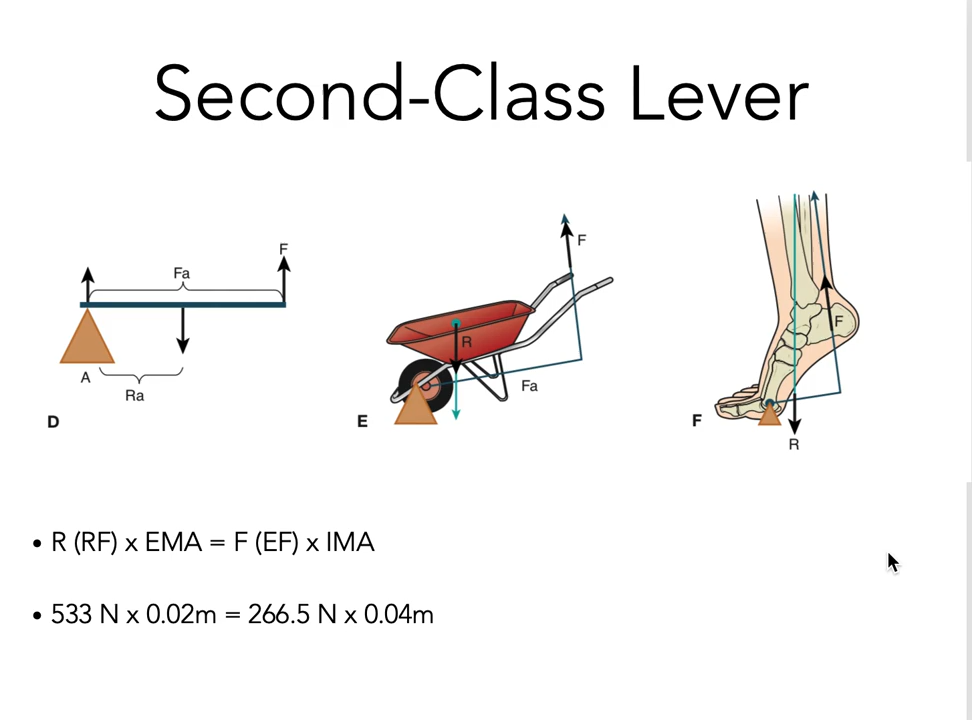 Second-Class Lever
Fa
F
A
Ra
D
F
R
Fa
E
F
R
F
• R (RF) x EMA = F (EF) x IMA
• 533 N x 0.02m = 266.5 N x 0.04m